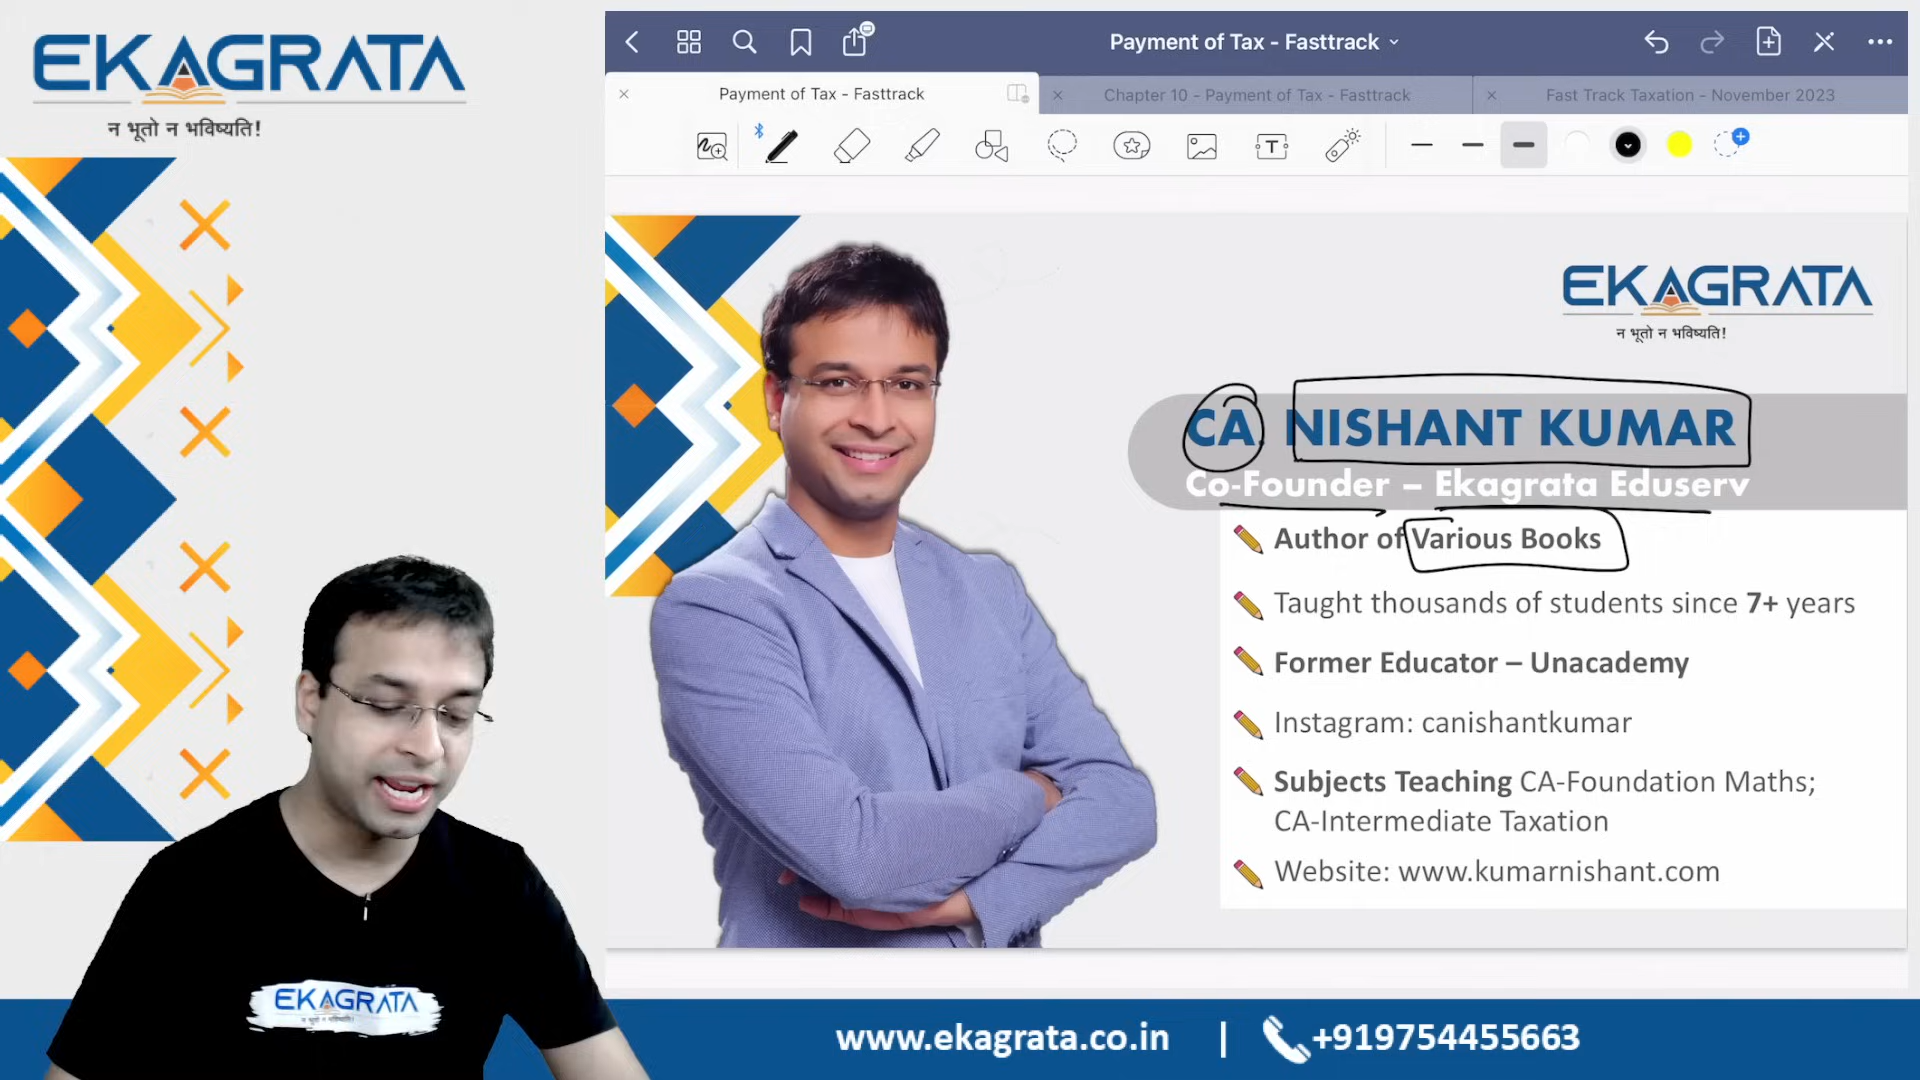 EKAGRATA
न भूतो न भविष्यति!
Payment of Tax - Fasttrack
Payment of Tax - Fasttrack
Chapter 10 - Payment of Tax - Fasttrack
Fast Track Taxation - November 2023
T
EKAGRATA
न भूतो न भविष्यति!
CA. NISHANT KUMAR
Co-Founder – Ekagrata Eduserv
Author of Various Books
Taught thousands of students since 7+ years
Former Educator – Unacademy
Instagram: canishantkumar
Subjects Teaching CA-Foundation Maths;
CA-Intermediate Taxation
Website: www.kumarnishant.com
EKAGRATA
www.ekagrata.co.in | +919754455663